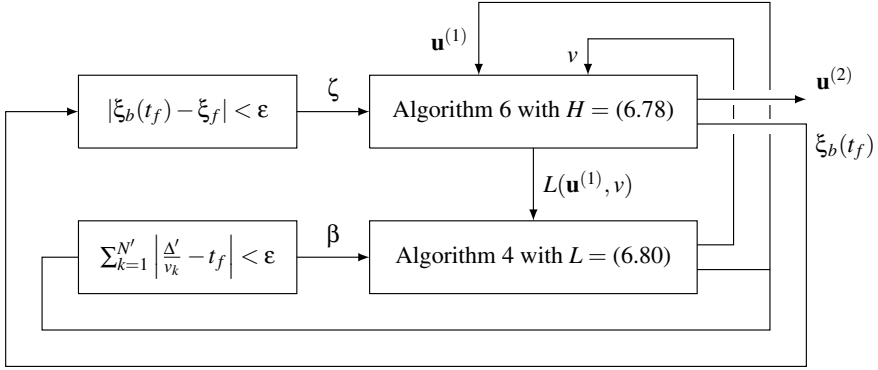 𝐮⁽¹⁾
v
|ξ_b(t_f) − ξ_f| < ε
ζ
Algorithm 6 with H = (6.78)
𝐮⁽²⁾
ξ_b(t_f)
L(𝐮⁽¹⁾, v)
∑_{k=1}^{N′} |Δ′/v_k − t_f| < ε
β
Algorithm 4 with L = (6.80)